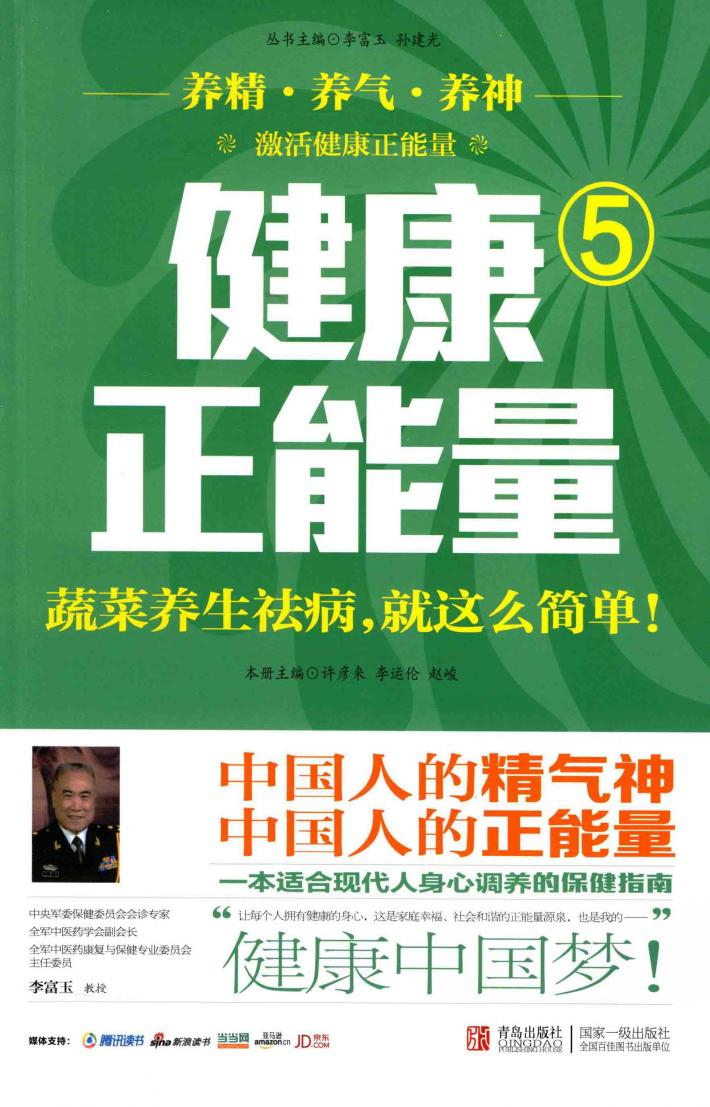 丛书主编⊙李富玉 孙建光
养精·养气·养神
激活健康正能量
健康
⑤
正能量
蔬菜养生祛病,就这么简单!
本册主编⊙许彦来 李运伦 赵峻
中国人的精气神
中国人的正能量
一本适合现代人身心调养的保健指南
中央军委保健委员会会诊专家
全军中医药学会副会长
全军中医药康复与保健专业委员会
主任委员
李富玉 教授
“让每个人拥有健康的身心，这是家庭幸福、社会和谐的正能量源泉，也是我的——”
健康中国梦!
媒体支持： 腾讯读书 sina 新浪读书 当当网 亚马逊 amazon.cn JD 京东 .COM
青岛出版社
QINGDAO PUBLISHING HOUSE
国家一级出版社
全国百佳图书出版单位